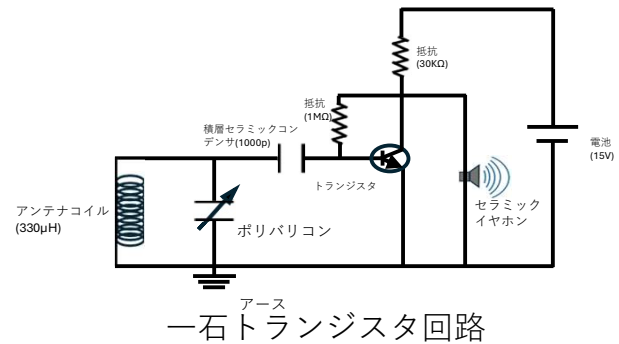 抵抗
(30KΩ)
抵抗
(1MΩ)
積層セラミックコン
デンサ(1000p)
電池
(15V)
トランジスタ
セラミック
イヤホン
アンテナコイル
(330μH)
ポリバリコン
アース
一石トランジスタ回路